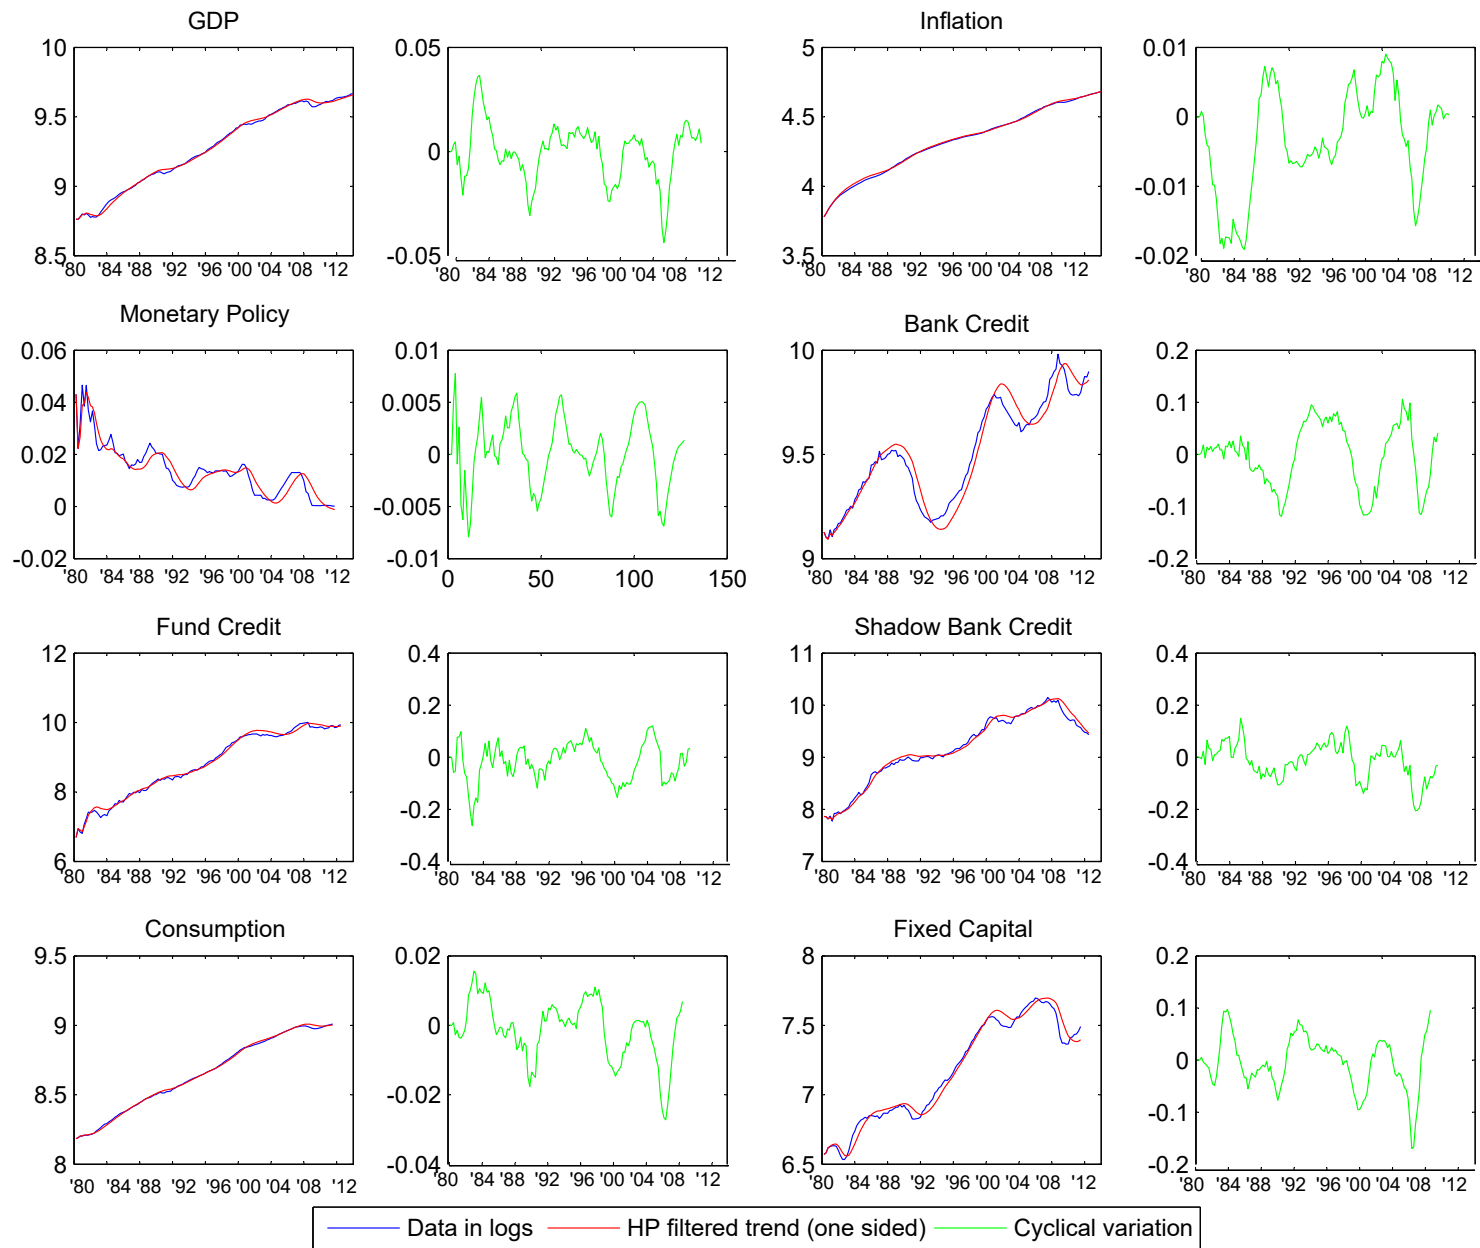 GDP
Inflation
10
9.5
9
8.5
'80 '84 '88 '92 '96 '00 '04 '08 '12
0.05
0
-0.05
'80 '84 '88 '92 '96 '00 '04 '08 '12
5
4.5
4
3.5
'80 '84 '88 '92 '96 '00 '04 '08 '12
0.01
0
-0.01
-0.02
'80 '84 '88 '92 '96 '00 '04 '08 '12
Monetary Policy
Bank Credit
0.06
0.04
0.02
0
-0.02
'80 '84 '88 '92 '96 '00 '04 '08 '12
0.01
0.005
0
-0.005
-0.01
0 50 100 150
10
9.5
9
'80 '84 '88 '92 '96 '00 '04 '08 '12
0.2
0.1
0
-0.1
-0.2
'80 '84 '88 '92 '96 '00 '04 '08 '12
Fund Credit
Shadow Bank Credit
12
10
8
6
'80 '84 '88 '92 '96 '00 '04 '08 '12
0.4
0.2
0
-0.2
-0.4
'80 '84 '88 '92 '96 '00 '04 '08 '12
11
10
9
8
7
'80 '84 '88 '92 '96 '00 '04 '08 '12
0.4
0.2
0
-0.2
-0.4
'80 '84 '88 '92 '96 '00 '04 '08 '12
Consumption
Fixed Capital
9.5
9
8.5
8
'80 '84 '88 '92 '96 '00 '04 '08 '12
0.02
0
-0.02
-0.04
'80 '84 '88 '92 '96 '00 '04 '08 '12
8
7.5
7
6.5
'80 '84 '88 '92 '96 '00 '04 '08 '12
0.2
0.1
0
-0.1
-0.2
'80 '84 '88 '92 '96 '00 '04 '08 '12
Data in logs HP filtered trend (one sided) Cyclical variation